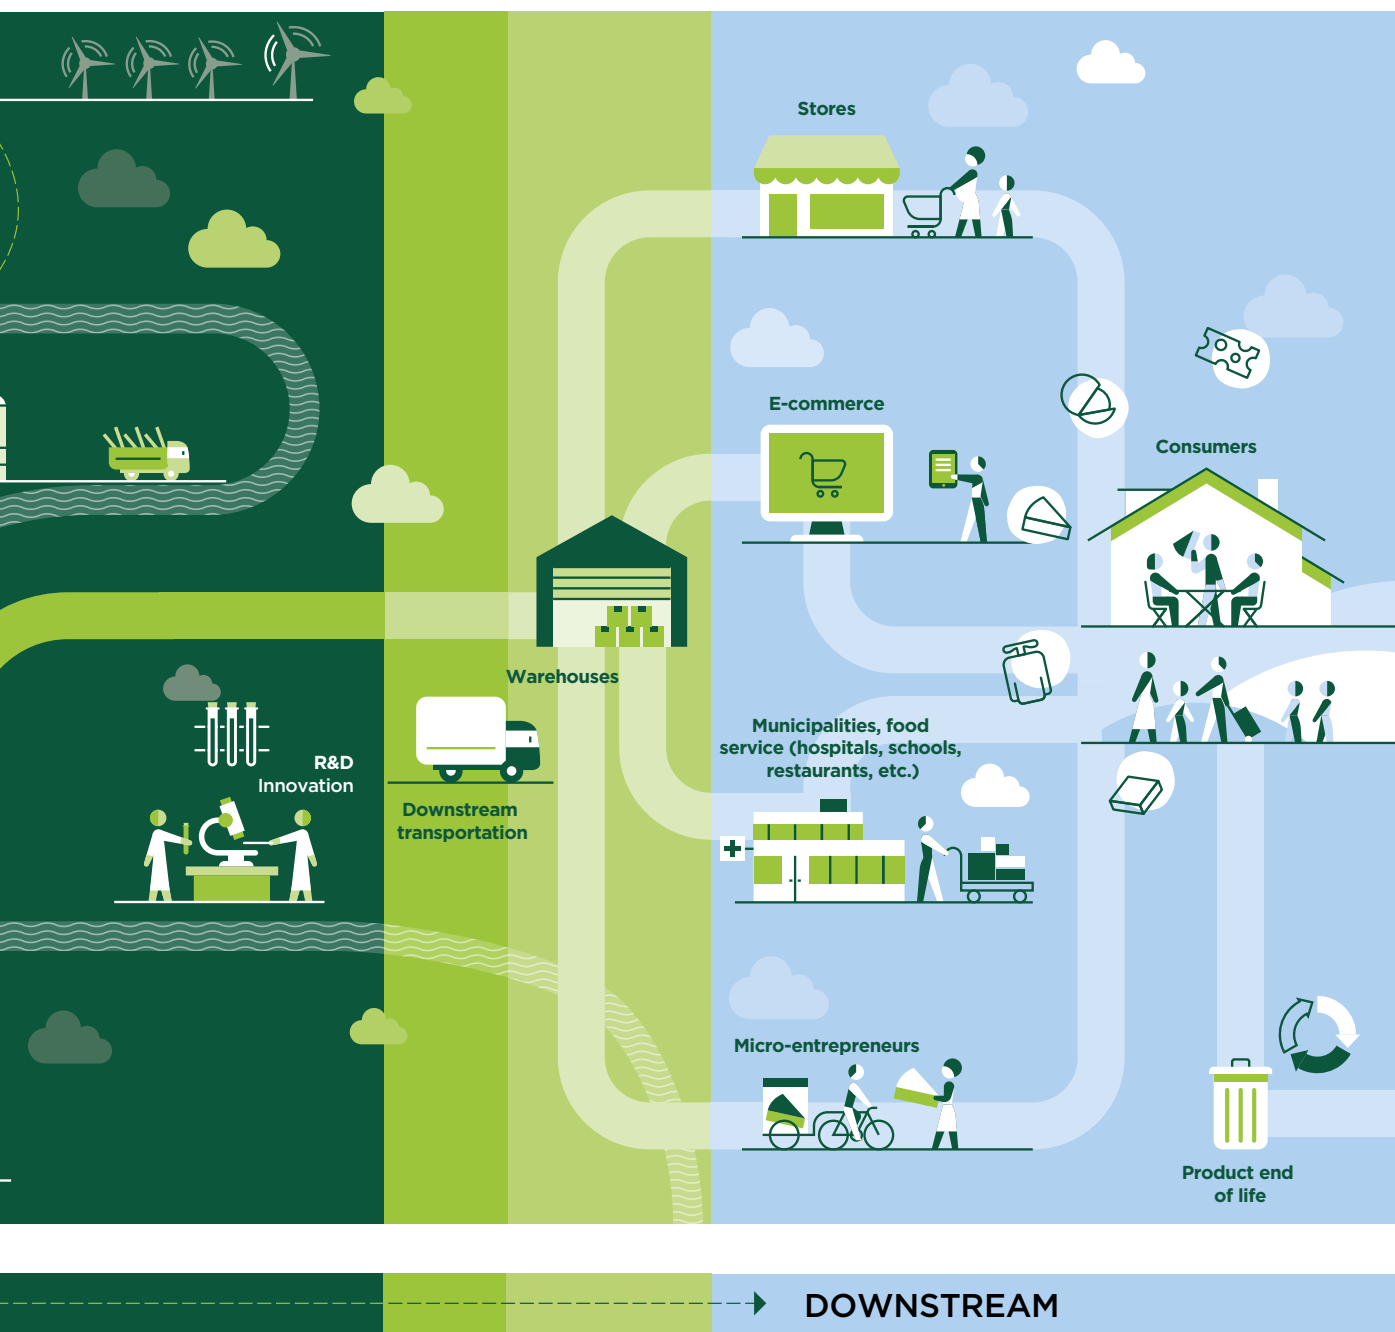 Stores
E-commerce
Consumers
Warehouses
Municipalities, food
service (hospitals, schools,
restaurants, etc.)
R&D
Innovation
Downstream
transportation
Micro-entrepreneurs
Product end
of life
DOWNSTREAM